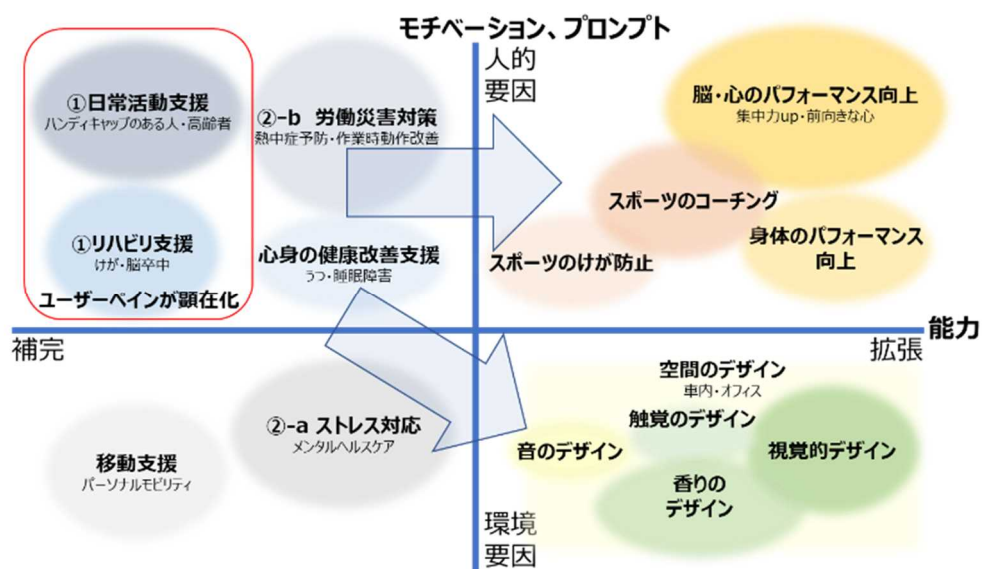 モチベーション、プロンプト
人的
要因
①日常活動支援
ハンディキャップのある人・高齢者
②-b 労働災害対策
熱中症予防・作業時動作改善
脳・心のパフォーマンス向上
集中力up・前向きな心
スポーツのコーチング
①リハビリ支援
けが・脳卒中
ユーザーペインが顕在化
心身の健康改善支援
うつ・睡眠障害
スポーツのけが防止
身体のパフォーマンス
向上
能力
補完
拡張
空間のデザイン
車内・オフィス
②-a ストレス対応
メンタルヘルスケア
触覚のデザイン
音のデザイン
視覚的デザイン
移動支援
パーソナルモビリティ
香りの
デザイン
環境
要因